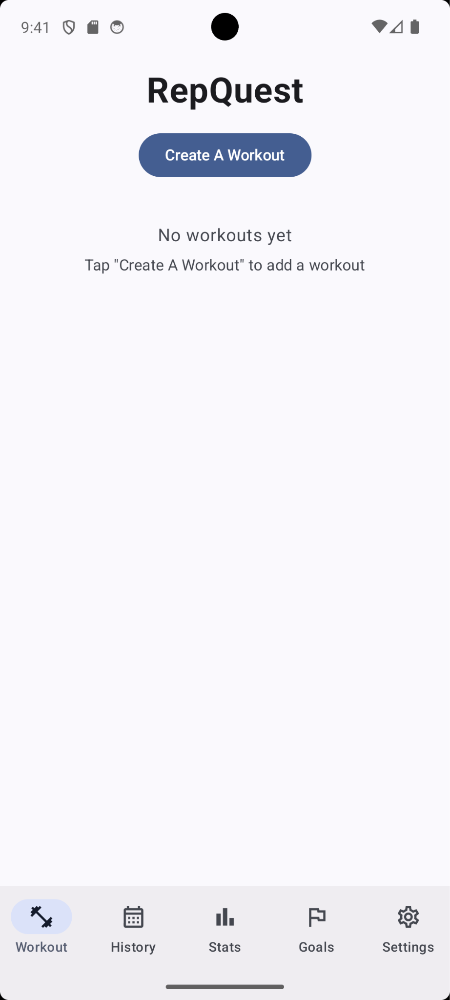 9:41
RepQuest
Create A Workout
No workouts yet
Tap "Create A Workout" to add a workout
Workout
History
Stats
Goals
Settings